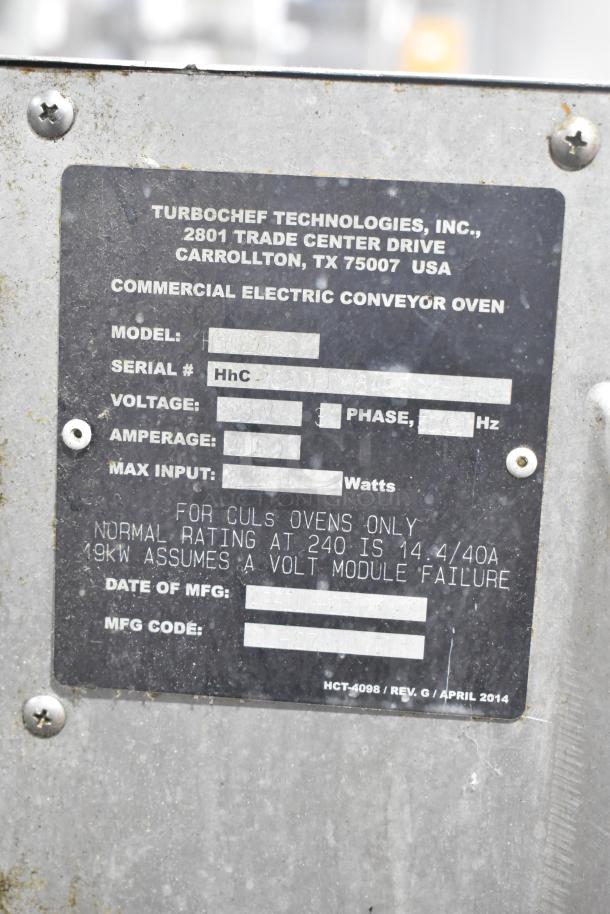 TURBOCHEF TECHNOLOGIES, INC.,
2801 TRADE CENTER DRIVE
CARROLLTON, TX 75007 USA
COMMERCIAL ELECTRIC CONVEYOR OVEN
MODEL:
SERIAL # HhC
VOLTAGE: 3 PHASE, Hz
AMPERAGE:
MAX INPUT: Watts
FOR CULs OVENS ONLY
NORMAL RATING AT 240 IS 14.4/40A
19KW ASSUMES A VOLT MODULE FAILURE
DATE OF MFG:
MFG CODE:
HCT-4098 / REV. G / APRIL 2014